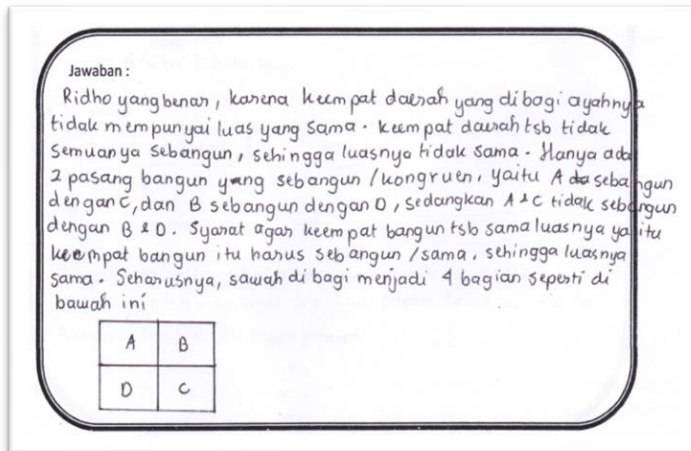 Jawaban :
Ridho yang benar, karena keempat daerah yang dibagi ayahnya
tidak mempunyai luas yang sama. keempat daerah tsb tidak
semuanya sebangun, sehingga luasnya tidak sama. Hanya ada
2 pasang bangun yang sebangun / kongruen, yaitu A sebangun
dengan C, dan B sebangun dengan D, sedangkan A & C tidak sebangun
dengan B & D. Syarat agar keempat bangun tsb sama luasnya yaitu
keempat bangun itu harus sebangun / sama, sehingga luasnya
sama. Seharusnya, sawah dibagi menjadi 4 bagian seperti di
bawah ini
A B
D C